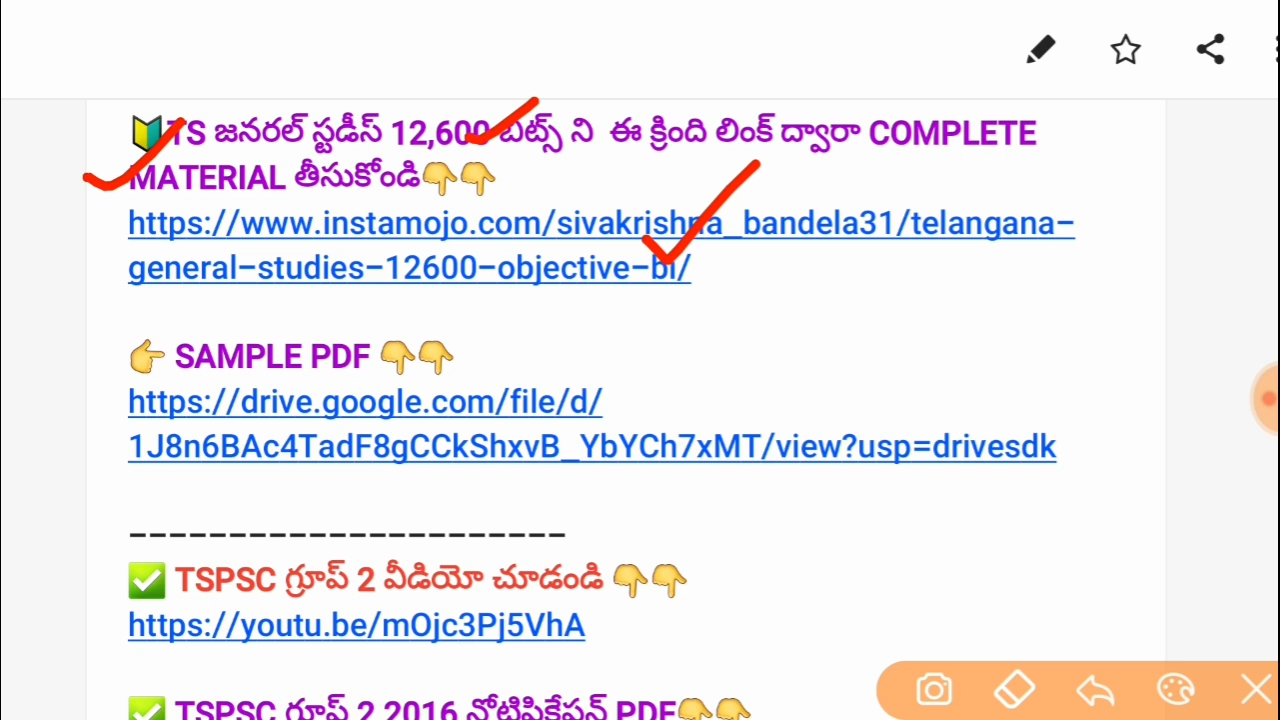 🔰TS జనరల్ స్టడీస్ 12,600 బిట్స్ ని ఈ క్రింది లింక్ ద్వారా COMPLETE
MATERIAL తీసుకోండి👇👇
https://www.instamojo.com/sivakrishna_bandela31/telangana-
general-studies-12600-objective-bi/
👉 SAMPLE PDF 👇👇
https://drive.google.com/file/d/
1J8n6BAc4TadF8gCCkShxvB_YbYCh7xMT/view?usp=drivesdk
----------------------
✅ TSPSC గ్రూప్ 2 వీడియో చూడండి 👇👇
https://youtu.be/mOjc3Pj5VhA
✅ TSPSC గ్రూప్ 2 2016 నోటిఫికేషన్ PDF👇👇